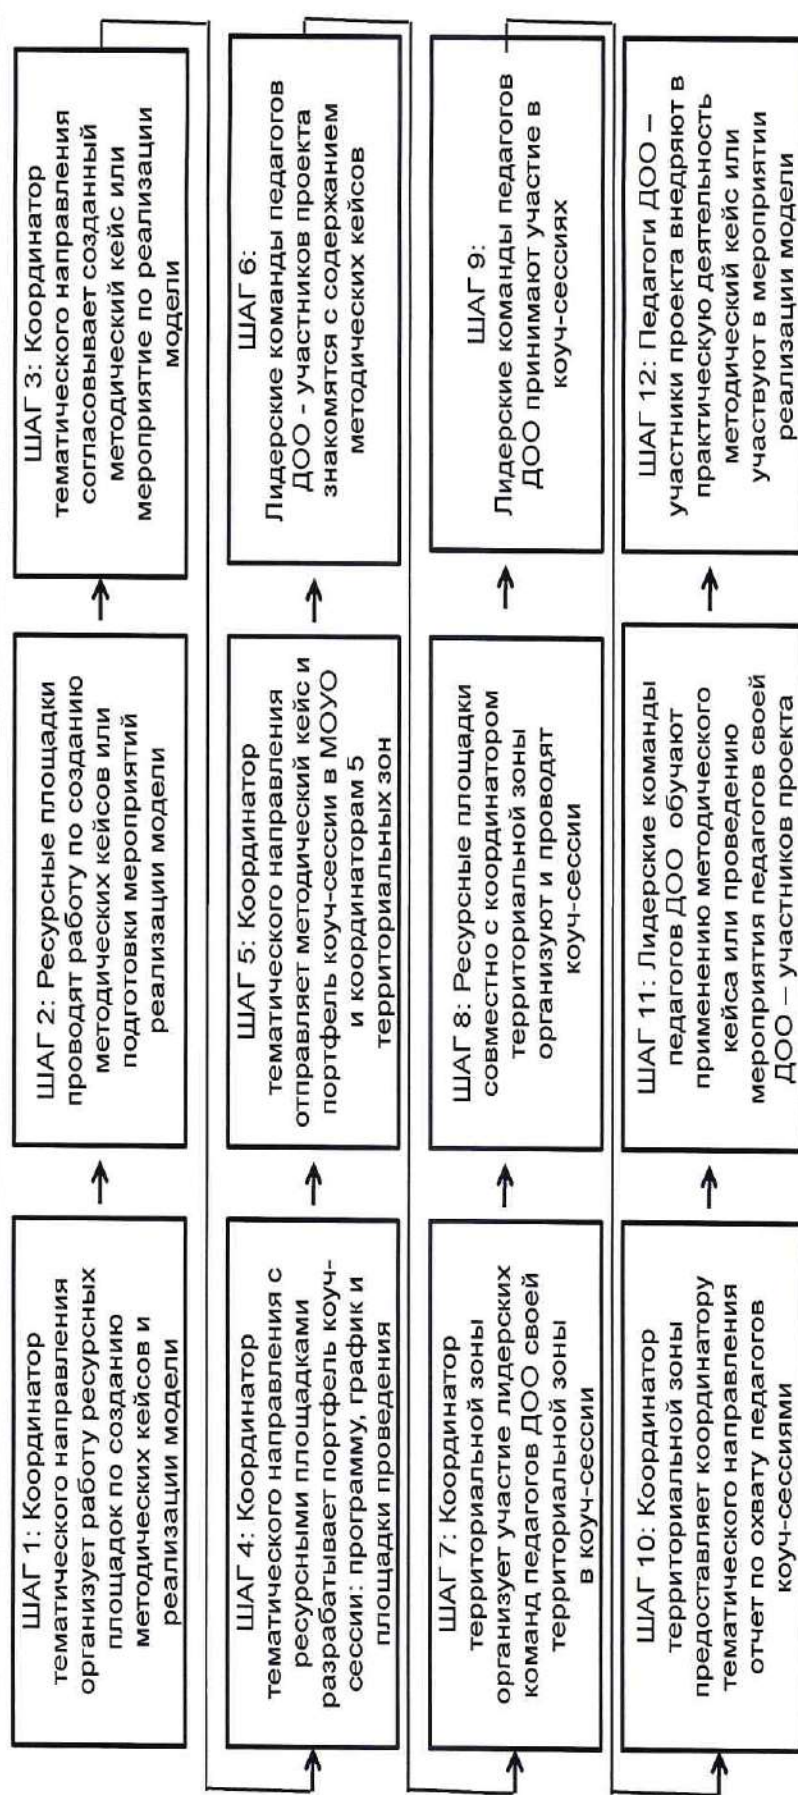 ШАГ 1: Координатор
тематического направления
организует работу ресурсных
площадок по созданию
методических кейсов и
реализации модели
ШАГ 2: Ресурсные площадки
проводят работу по созданию
методических кейсов или
подготовки мероприятий
реализации модели
ШАГ 3: Координатор
тематического направления
согласовывает созданный
методический кейс или
мероприятие по реализации
модели
ШАГ 4: Координатор
тематического направления с
ресурсными площадками
разрабатывает портфель коуч-
сессии: программу, график и
площадки проведения
ШАГ 5: Координатор
тематического направления
отправляет методический кейс и
портфель коуч-сессии в МОУО
и координаторам 5
территориальных зон
ШАГ 6:
Лидерские команды педагогов
ДОО - участников проекта
знакомятся с содержанием
методических кейсов
ШАГ 7: Координатор
территориальной зоны
организует участие лидерских
команд педагогов ДОО своей
территориальной зоны
в коуч-сессии
ШАГ 8: Ресурсные площадки
совместно с координатором
территориальной зоны
организуют и проводят
коуч-сессии
ШАГ 9:
Лидерские команды педагогов
ДОО принимают участие в
коуч-сессиях
ШАГ 10: Координатор
территориальной зоны
предоставляет координатору
тематического направления
отчет по охвату педагогов
коуч-сессиями
ШАГ 11: Лидерские команды
педагогов ДОО обучают
применению методического
кейса или проведению
мероприятия педагогов своей
ДОО – участников проекта
ШАГ 12: Педагоги ДОО –
участники проекта внедряют в
практическую деятельность
методический кейс или
участвуют в мероприятии
реализации модели